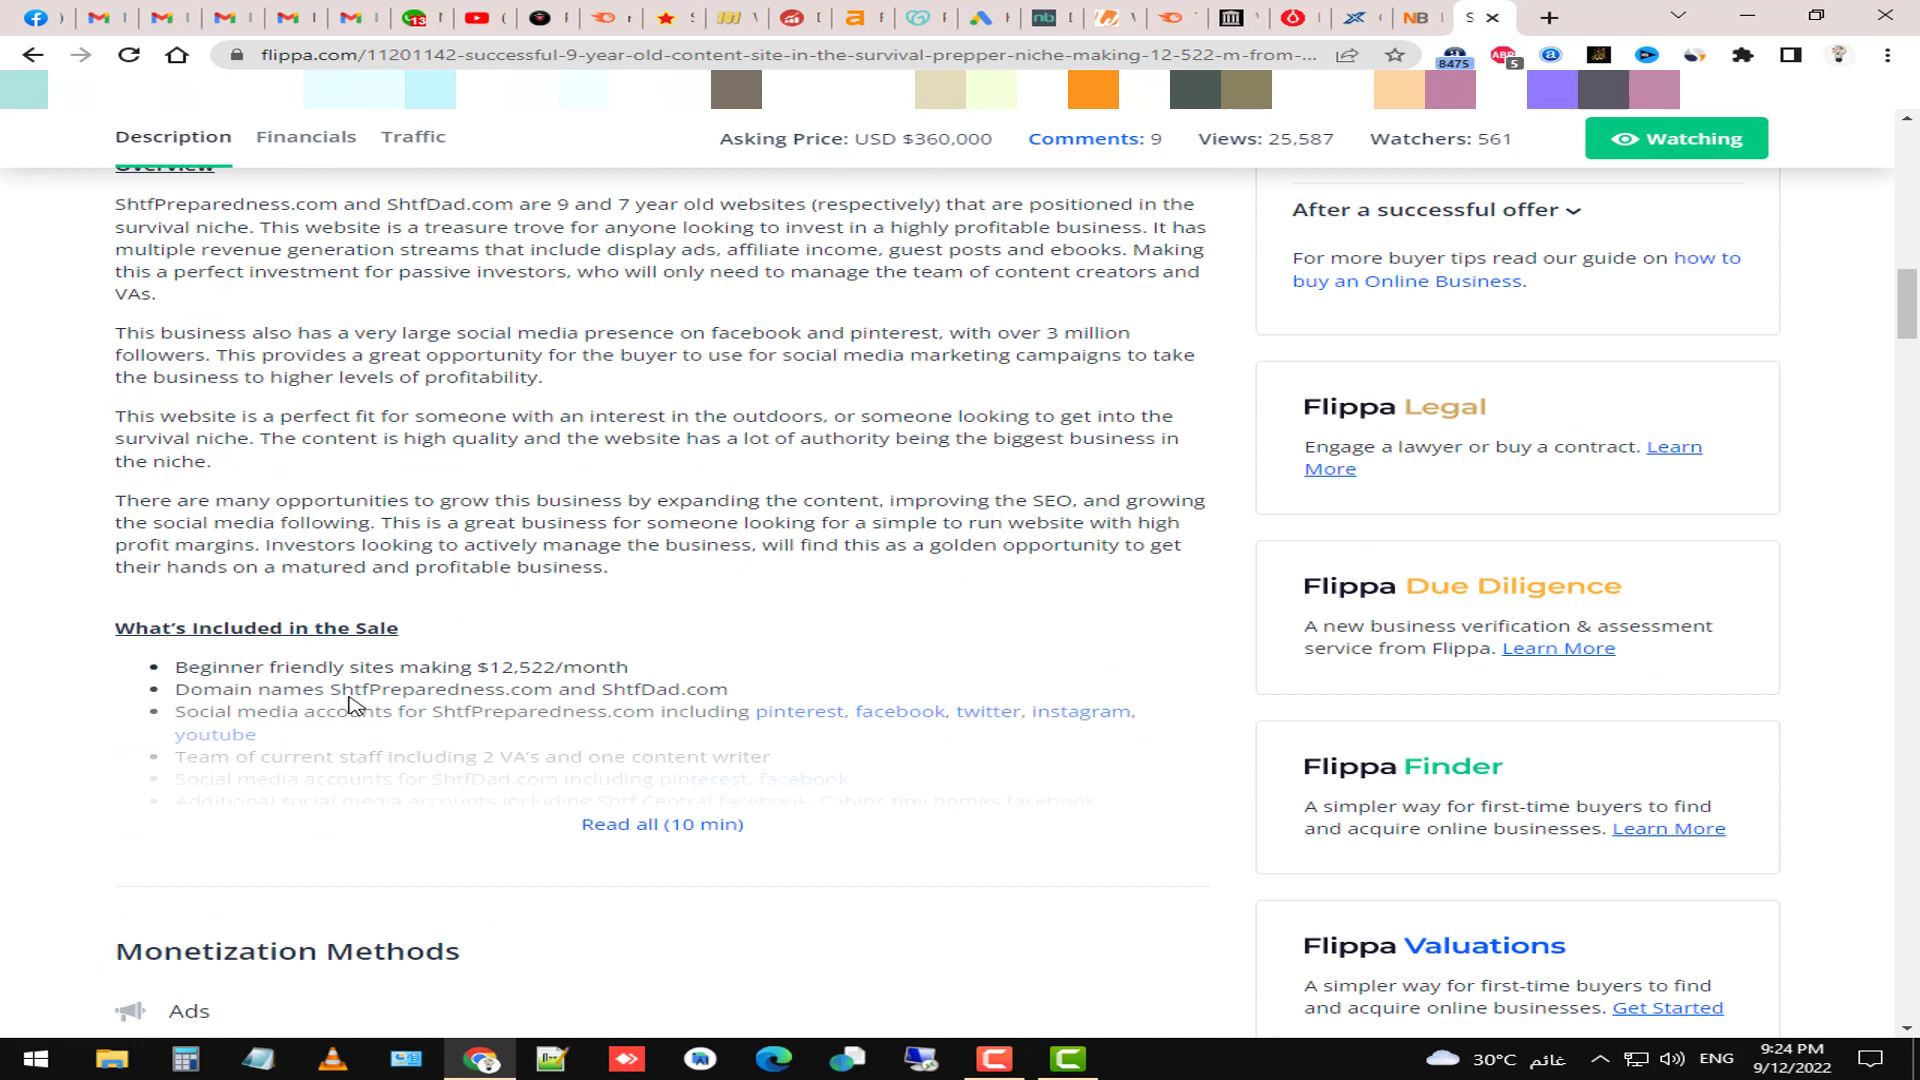 flippa.com/11201142-successful-9-year-old-content-site-in-the-survival-prepper-niche-making-12-522-m-from-...
8475
5
Description Financials Traffic Asking Price: USD $360,000 Comments: 9 Views: 25,587 Watchers: 561 Watching
Overview
ShtfPreparedness.com and ShtfDad.com are 9 and 7 year old websites (respectively) that are positioned in the
survival niche. This website is a treasure trove for anyone looking to invest in a highly profitable business. It has
multiple revenue generation streams that include display ads, affiliate income, guest posts and ebooks. Making
this a perfect investment for passive investors, who will only need to manage the team of content creators and
VAs.
This business also has a very large social media presence on facebook and pinterest, with over 3 million
followers. This provides a great opportunity for the buyer to use for social media marketing campaigns to take
the business to higher levels of profitability.
This website is a perfect fit for someone with an interest in the outdoors, or someone looking to get into the
survival niche. The content is high quality and the website has a lot of authority being the biggest business in
the niche.
There are many opportunities to grow this business by expanding the content, improving the SEO, and growing
the social media following. This is a great business for someone looking for a simple to run website with high
profit margins. Investors looking to actively manage the business, will find this as a golden opportunity to get
their hands on a matured and profitable business.
What's Included in the Sale
Beginner friendly sites making $12,522/month
Domain names ShtfPreparedness.com and ShtfDad.com
Social media accounts for ShtfPreparedness.com including pinterest, facebook, twitter, instagram,
youtube
Team of current staff including 2 VA's and one content writer
Social media accounts for ShtfDad.com including pinterest, facebook
Additional social media accounts including Shtf Central facebook, Cabins tiny homes facebook
Read all (10 min)
Monetization Methods
Ads
After a successful offer
For more buyer tips read our guide on how to
buy an Online Business.
Flippa Legal
Engage a lawyer or buy a contract. Learn
More
Flippa Due Diligence
A new business verification & assessment
service from Flippa. Learn More
Flippa Finder
A simpler way for first-time buyers to find
and acquire online businesses. Learn More
Flippa Valuations
A simpler way for first-time buyers to find
and acquire online businesses. Get Started
30°C غائم ENG
9:24 PM
9/12/2022